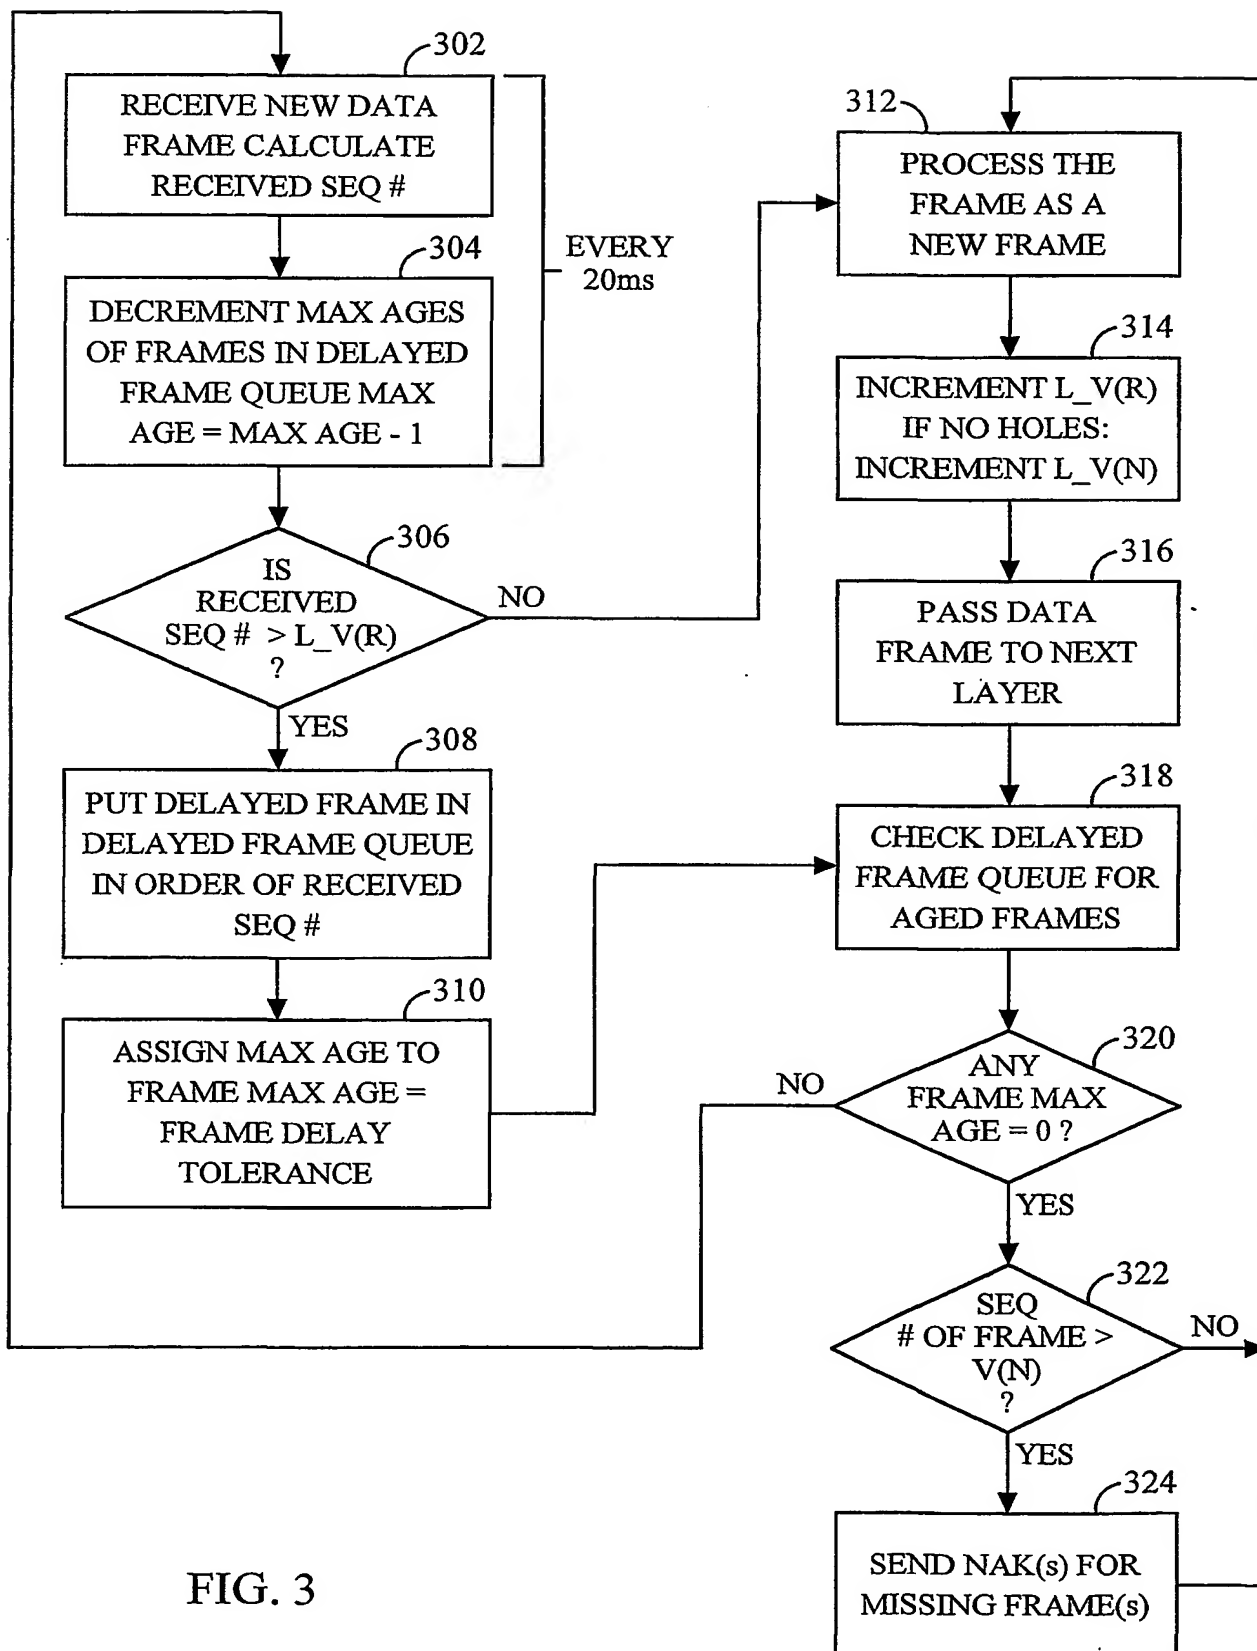 302
RECEIVE NEW DATA
FRAME CALCULATE
RECEIVED SEQ #
304
DECREMENT MAX AGES
OF FRAMES IN DELAYED
FRAME QUEUE MAX
AGE = MAX AGE - 1
EVERY
20ms
306
IS
RECEIVED
SEQ # > L_V(R)
?
NO
YES
308
PUT DELAYED FRAME IN
DELAYED FRAME QUEUE
IN ORDER OF RECEIVED
SEQ #
310
ASSIGN MAX AGE TO
FRAME MAX AGE =
FRAME DELAY
TOLERANCE
312
PROCESS THE
FRAME AS A
NEW FRAME
314
INCREMENT L_V(R)
IF NO HOLES:
INCREMENT L_V(N)
316
PASS DATA
FRAME TO NEXT
LAYER
318
CHECK DELAYED
FRAME QUEUE FOR
AGED FRAMES
320
ANY
FRAME MAX
AGE = 0 ?
NO
YES
322
SEQ
# OF FRAME >
V(N)
?
NO
YES
324
SEND NAK(s) FOR
MISSING FRAME(s)
FIG. 3